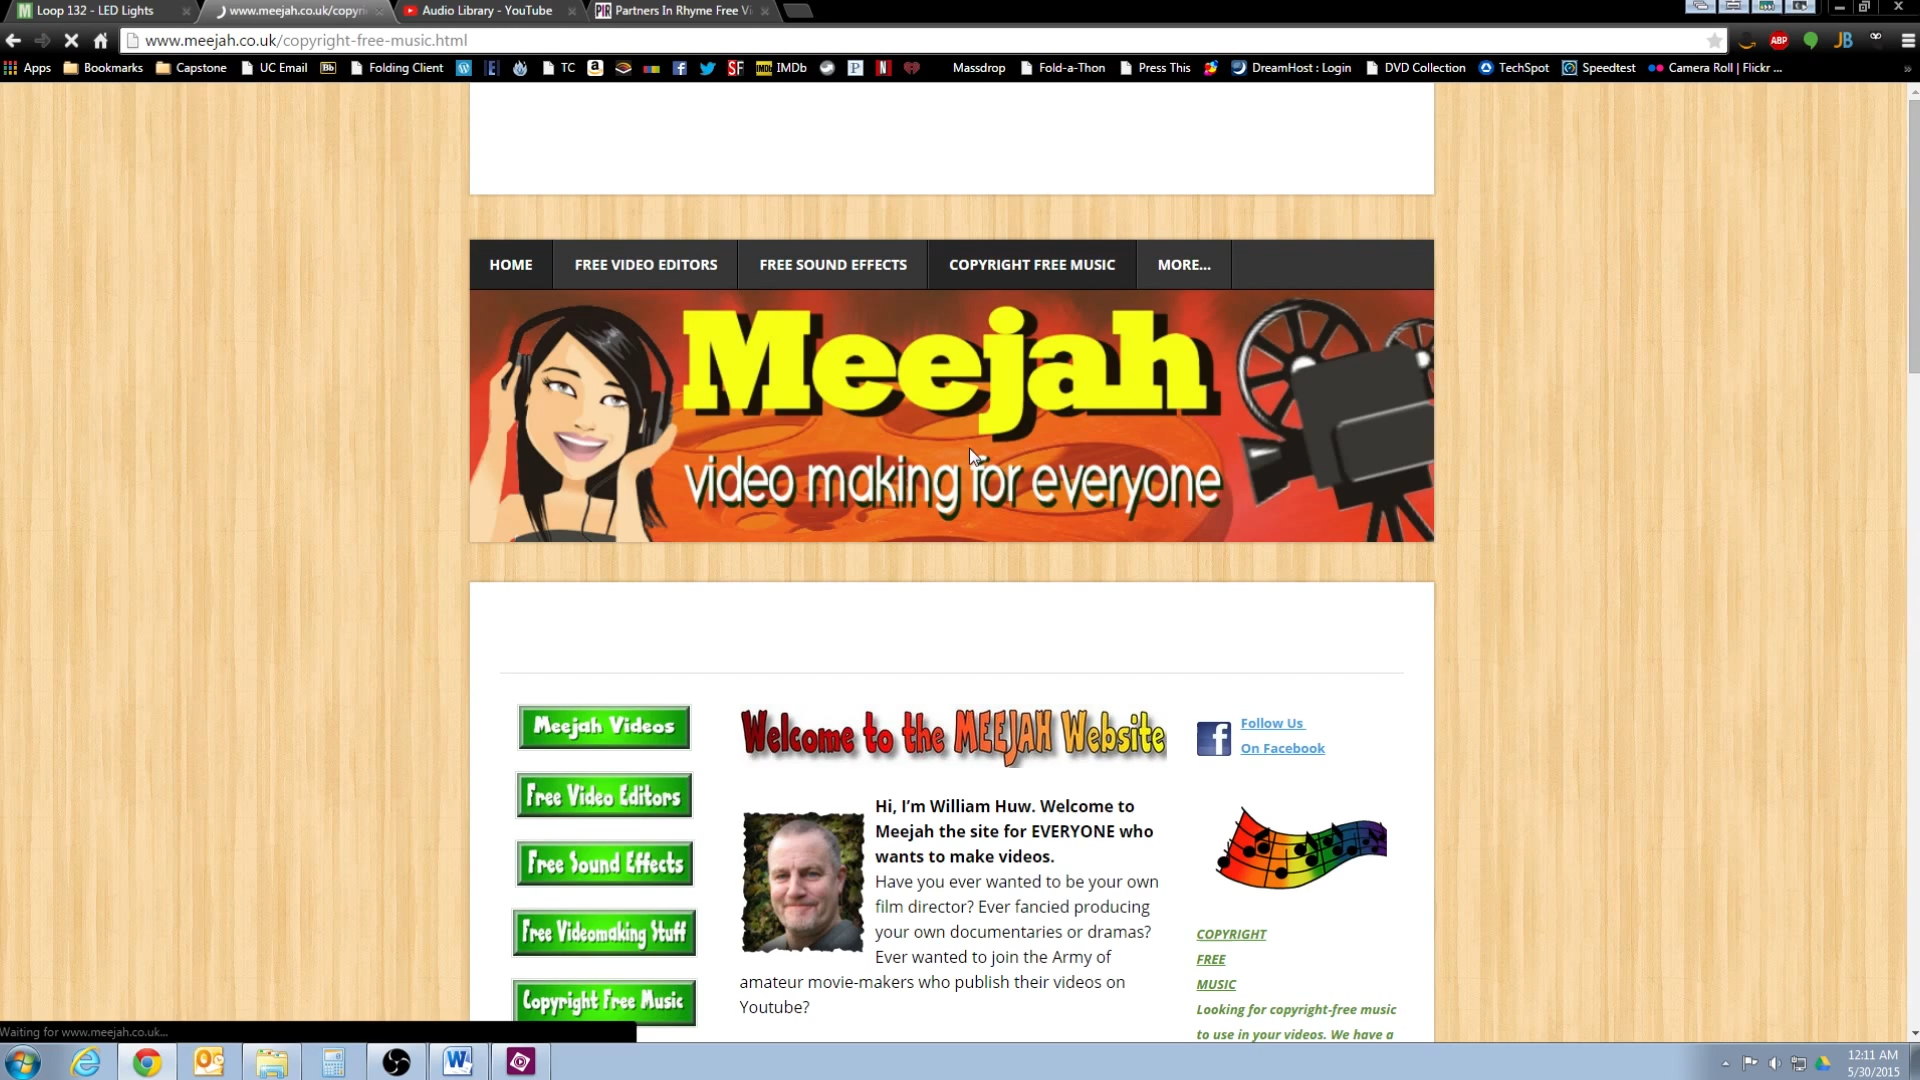 Loop 132 - LED Lights
www.meejah.co.uk/copyri
Audio Library - YouTube
PIR Partners In Rhyme Free Vi
www.meejah.co.uk/copyright-free-music.html
ABP
JB
Apps
Bookmarks
Capstone
UC Email
Bb
Folding Client
TC
SF
IMDb
Massdrop
Fold-a-Thon
Press This
DreamHost : Login
DVD Collection
TechSpot
Speedtest
Camera Roll | Flickr ...
HOME
FREE VIDEO EDITORS
FREE SOUND EFFECTS
COPYRIGHT FREE MUSIC
MORE...
Meejah
video making for everyone
Meejah Videos
Free Video Editors
Free Sound Effects
Free Videomaking Stuff
Copyright Free Music
Welcome to the MEEJAH Website
Hi, I'm William Huw. Welcome to
Meejah the site for EVERYONE who
wants to make videos.
Have you ever wanted to be your own
film director? Ever fancied producing
your own documentaries or dramas?
Ever wanted to join the Army of
amateur movie-makers who publish their videos on
Youtube?
Follow Us
On Facebook
COPYRIGHT
FREE
MUSIC
Looking for copyright-free music
to use in your videos. We have a
Waiting for www.meejah.co.uk...
12:11 AM
5/30/2015